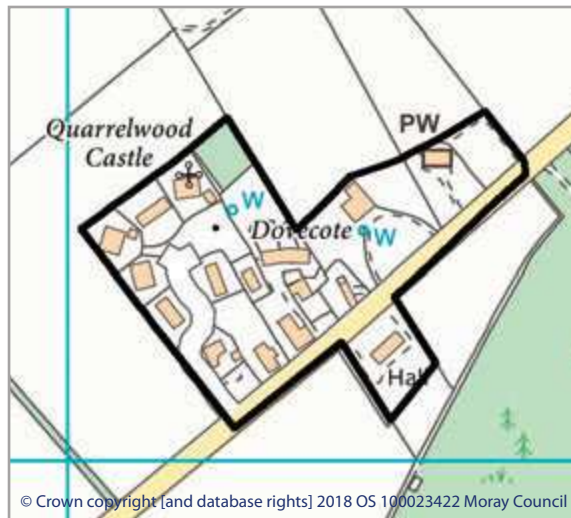 Quarrelwood
Castle
PW
W
Dovecote
W
Hall
© Crown copyright [and database rights] 2018 OS 100023422 Moray Council